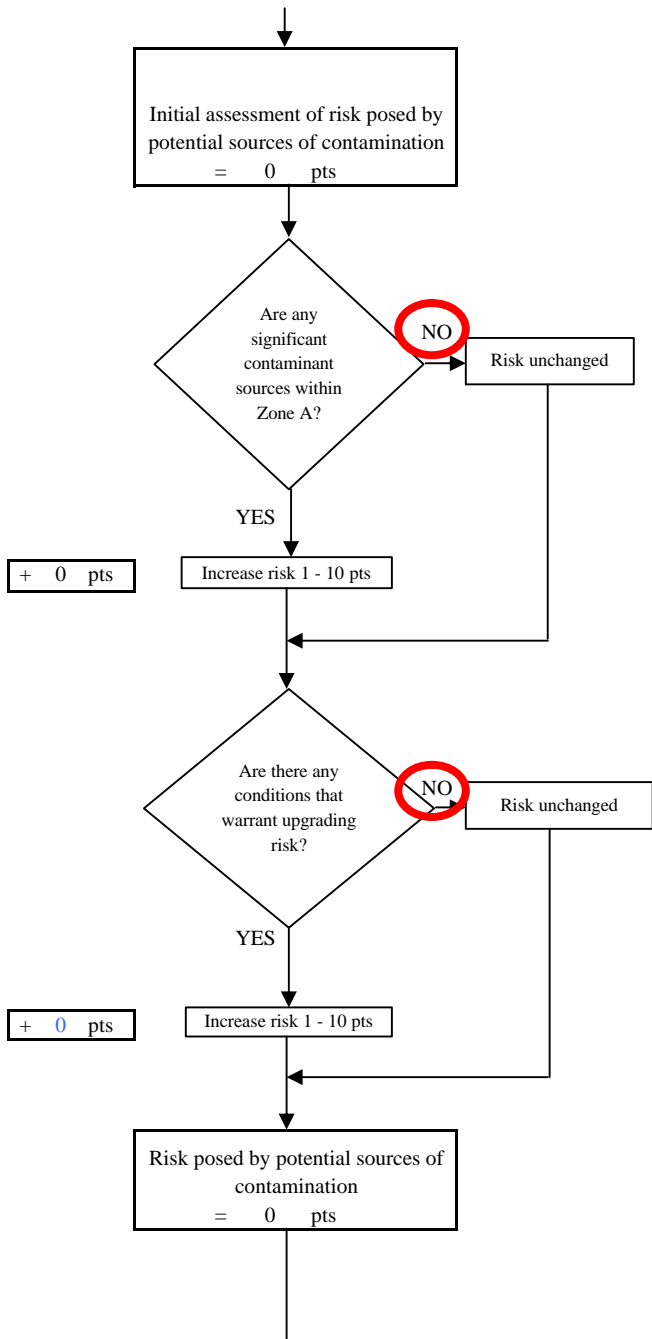 Initial assessment of risk posed by
potential sources of contamination
= 0 pts
Are any
significant
contaminant
sources within
Zone A?
NO
Risk unchanged
YES
+ 0 pts
Increase risk 1 - 10 pts
Are there any
conditions that
warrant upgrading
risk?
NO
Risk unchanged
YES
+ 0 pts
Increase risk 1 - 10 pts
Risk posed by potential sources of
contamination
= 0 pts